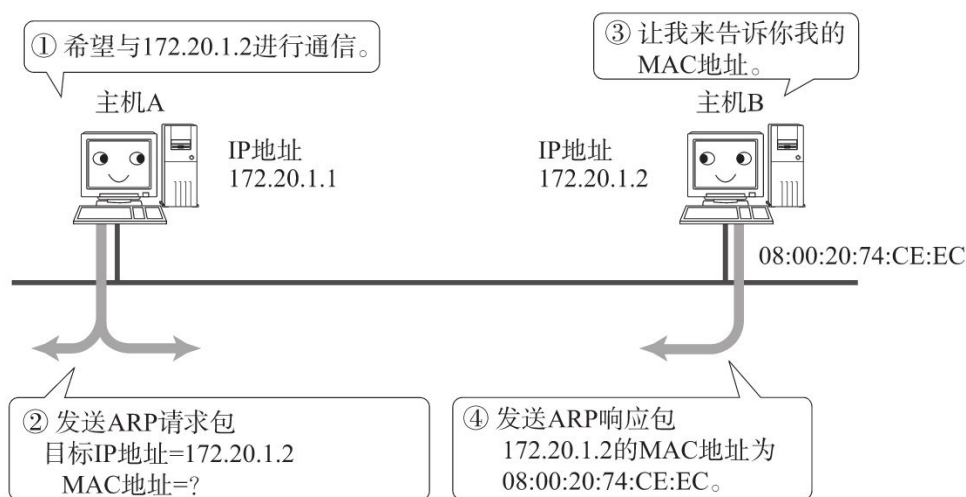 ① 希望与172.20.1.2进行通信。
③ 让我来告诉你我的
MAC地址。
主机A
主机B
IP地址
172.20.1.1
IP地址
172.20.1.2
08:00:20:74:CE:EC
② 发送ARP请求包
目标IP地址=172.20.1.2
MAC地址=?
④ 发送ARP响应包
172.20.1.2的MAC地址为
08:00:20:74:CE:EC。